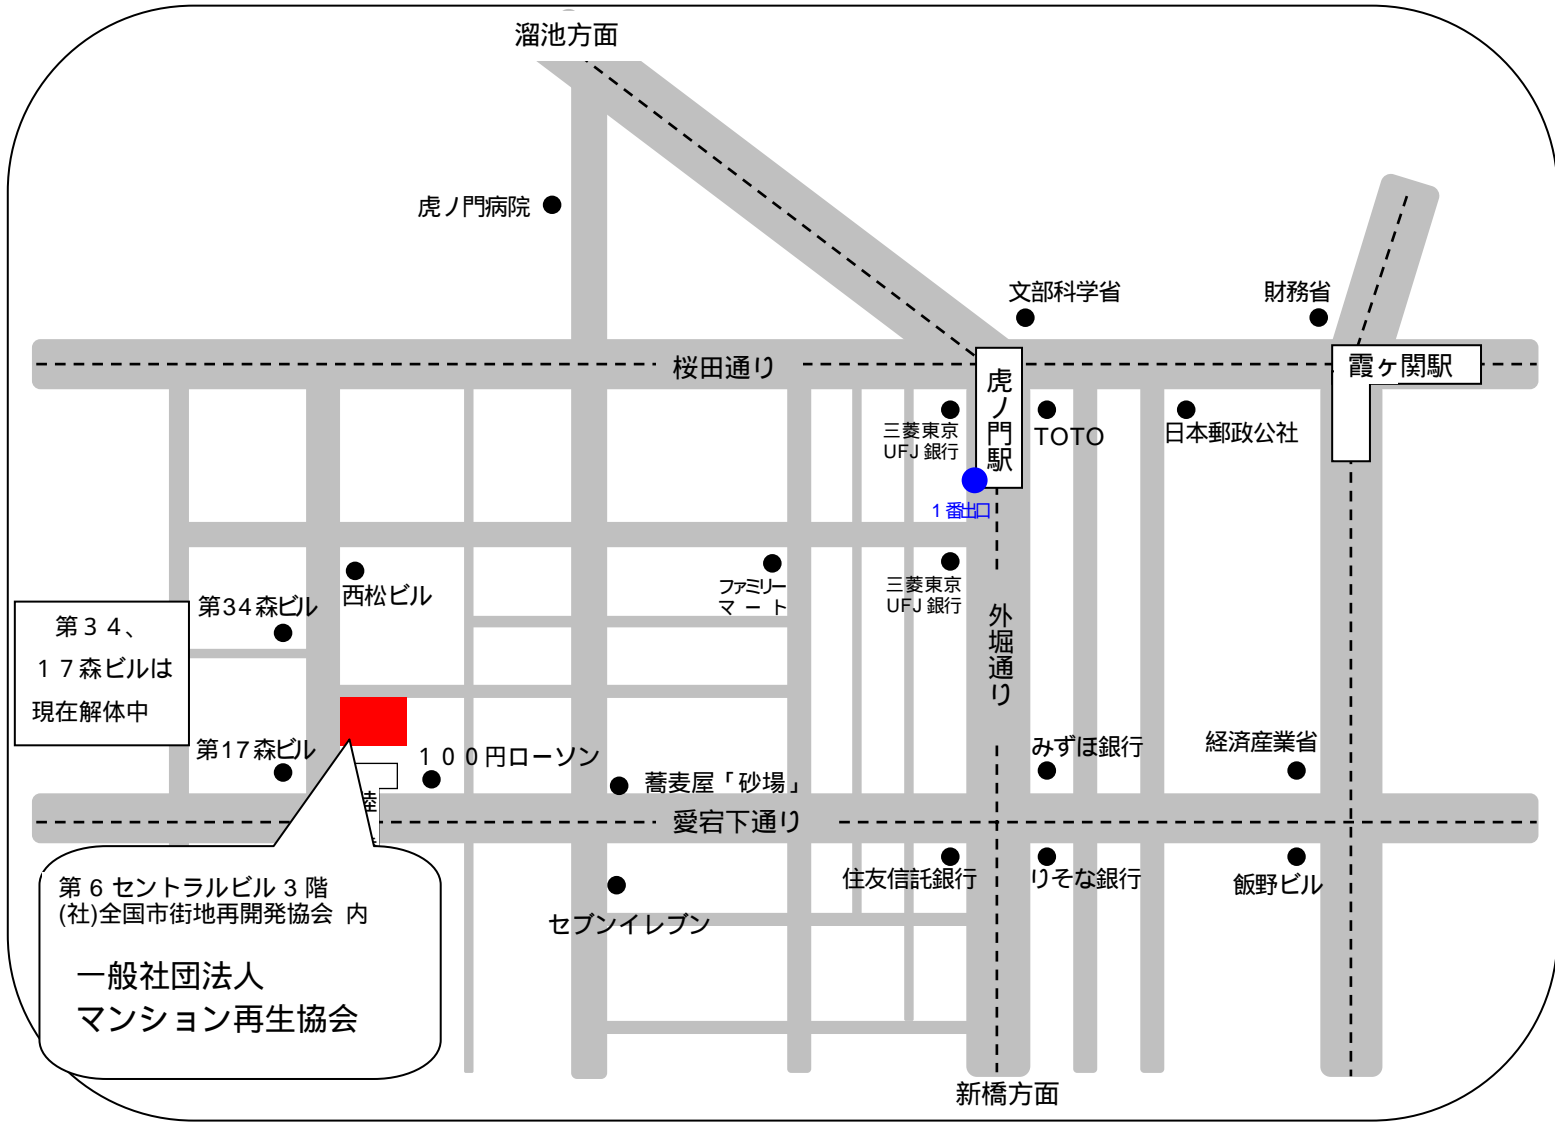 溜池方面
虎ノ門病院
文部科学省
財務省
桜田通り
虎ノ門駅
霞ヶ関駅
三菱東京
UFJ 銀行
TOTO
日本郵政公社
1番出口
西松ビル
ファミリー
マート
三菱東京
UFJ 銀行
第34森ビル
第34、
17森ビルは
現在解体中
外堀通り
第17森ビル
100円ローソン
蕎麦屋「砂場」
みずほ銀行
経済産業省
愛宕下通り
住友信託銀行
りそな銀行
飯野ビル
セブンイレブン
第6セントラルビル3階
(社)全国市街地再開発協会 内
一般社団法人
マンション再生協会
新橋方面